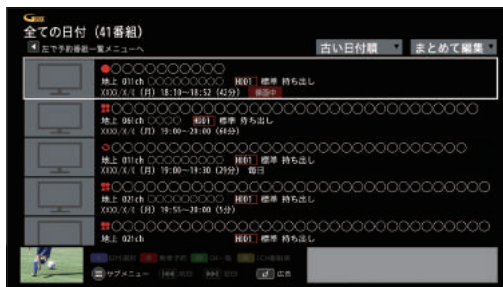 全ての日付 (41番組)
左で予約番組一覧メニューへ
古い日付順 まとめて編集
○○○○○○○○○○
地上 011ch ○○○○○○○○○○ HDD1 標準 持ち出し
XXXX/X/X (月) 18:10～18:52 (42分) 録画中
○○○○○○○○○○○○○○○○○○○○○○○○○○○○○○○○○
地上 061ch ○○○○ HDD1 標準 持ち出し
XXXX/X/X (月) 19:00～20:00 (60分)
○○○○○○○○○○○○○○○○○○○○○○○○○○○○○○
地上 011ch ○○○○○○○○○○ HDD1 標準 持ち出し
XXXX/X/X (月) 19:00～19:30 (29分) 毎日
○○○○○○○○○○○○○○○○○○○○○○○○○○○○○○○○○
地上 021ch ○○○○○○○○○○ HDD1 標準 持ち出し
XXXX/X/X (月) 19:55～20:00 (5分)
○○○○○○○○○○○○○○○○○○○○○○○○○○○○○○○○○
地上 021ch HDD1 標準 持ち出し
サブメニュー 広告